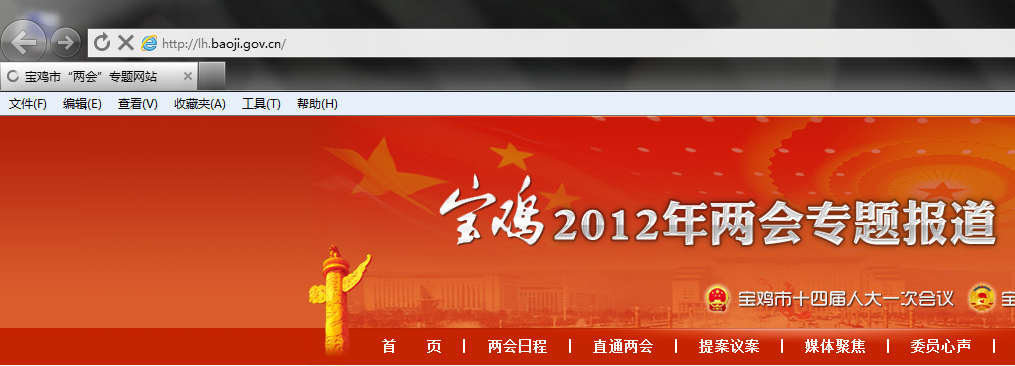 http://lh.baoji.gov.cn/
宝鸡市“两会”专题网站
文件(F) 编辑(E) 查看(V) 收藏夹(A) 工具(T) 帮助(H)
宝鸡2012年两会专题报道
宝鸡市十四届人大一次会议 宝
首 页 | 两会日程 | 直通两会 | 提案议案 | 媒体聚焦 | 委员心声 |